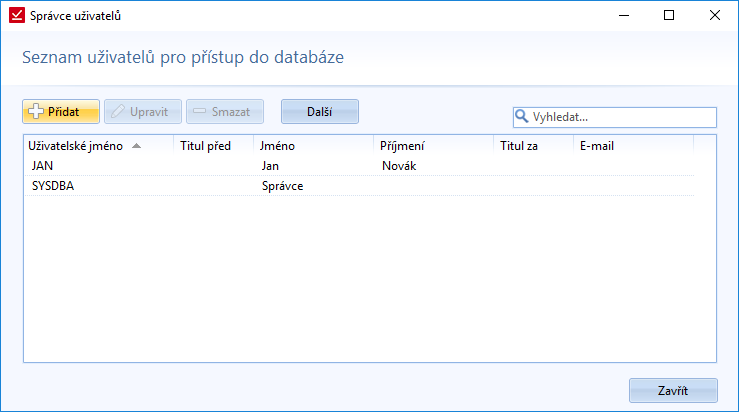 Správce uživatelů
Seznam uživatelů pro přístup do databáze
Přidat Upravit Smazat Další Vyhledat...
Uživatelské jméno Titul před Jméno Příjmení Titul za E-mail
JAN Jan Novák
SYSDBA Správce
Zavřít